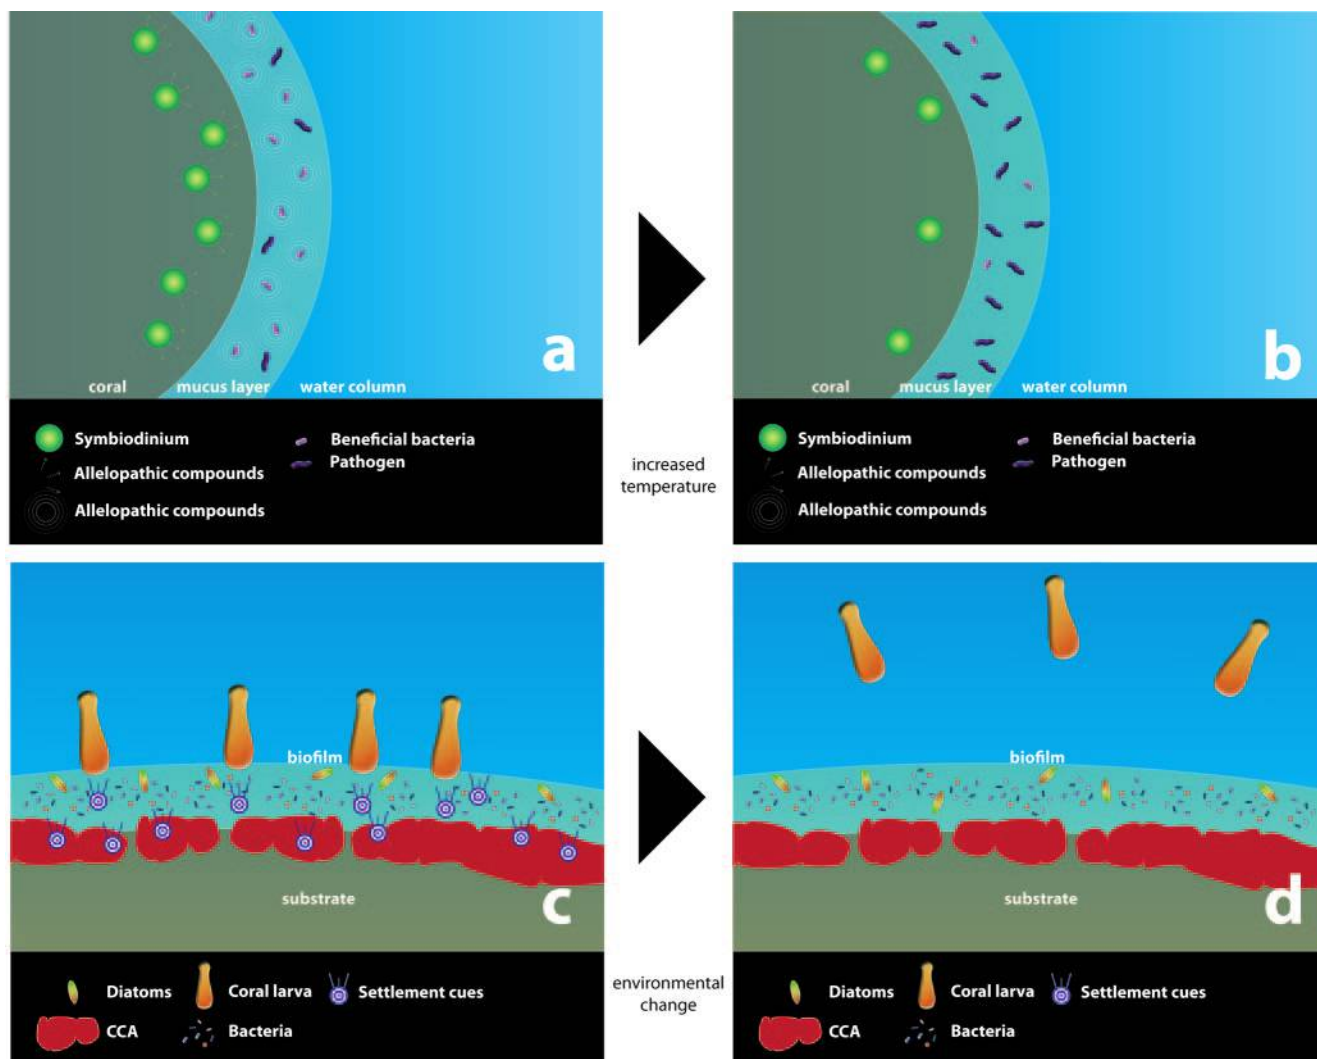 a
coral mucus layer water column
Symbiodinium
Beneficial bacteria
Allelopathic compounds
Pathogen
Allelopathic compounds
increased
temperature
b
coral mucus layer water column
Symbiodinium
Beneficial bacteria
Allelopathic compounds
Pathogen
Allelopathic compounds
biofilm
substrate
c
Diatoms Coral larva Settlement cues
CCA Bacteria
environmental
change
biofilm
substrate
d
Diatoms Coral larva Settlement cues
CCA Bacteria